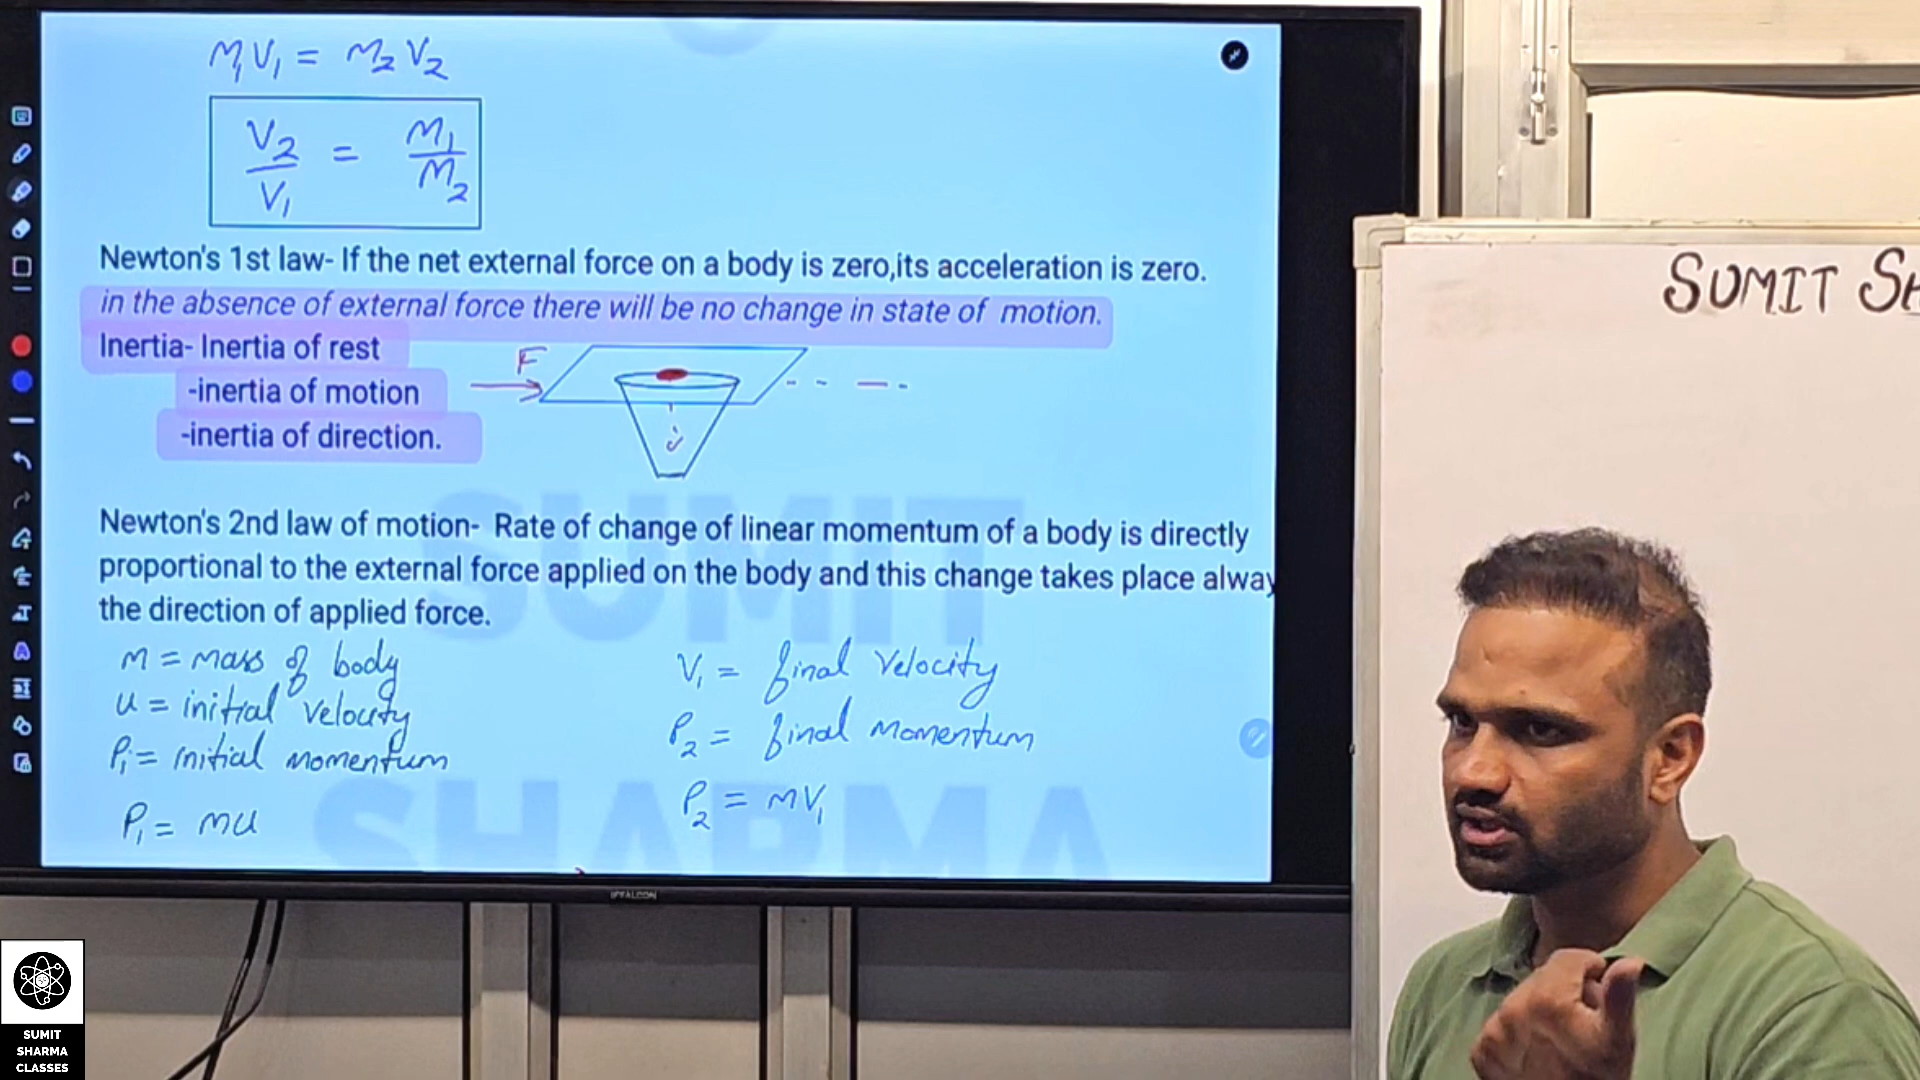 M₁V₁ = M₂V₂
V₂/V₁ = M₁/M₂
Newton's 1st law- If the net external force on a body is zero,its acceleration is zero.
in the absence of external force there will be no change in state of motion.
Inertia- Inertia of rest
F
-inertia of motion
-inertia of direction.
Newton's 2nd law of motion- Rate of change of linear momentum of a body is directly
proportional to the external force applied on the body and this change takes place alway
the direction of applied force.
M = mass of body
u = initial velocity
P₁ = initial momentum
P₁ = mu
V₁ = final velocity
P₂ = final momentum
P₂ = mV₁
SUMIT
SHARMA
SUMIT SH
IFFALCON
SUMIT
SHARMA
CLASSES